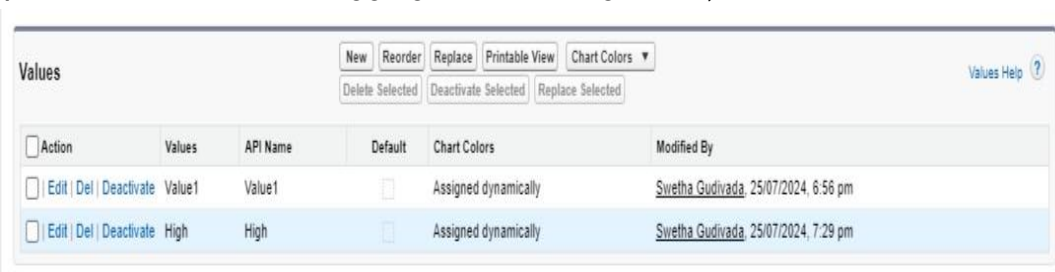 Values
New Reorder Replace Printable View Chart Colors ▼
Values Help ?
Delete Selected Deactivate Selected Replace Selected
Action Values API Name Default Chart Colors Modified By
| Edit | Del | Deactivate Value1 Value1 Assigned dynamically Swetha Gudivada, 25/07/2024, 6:56 pm
| Edit | Del | Deactivate High High Assigned dynamically Swetha Gudivada, 25/07/2024, 7:29 pm